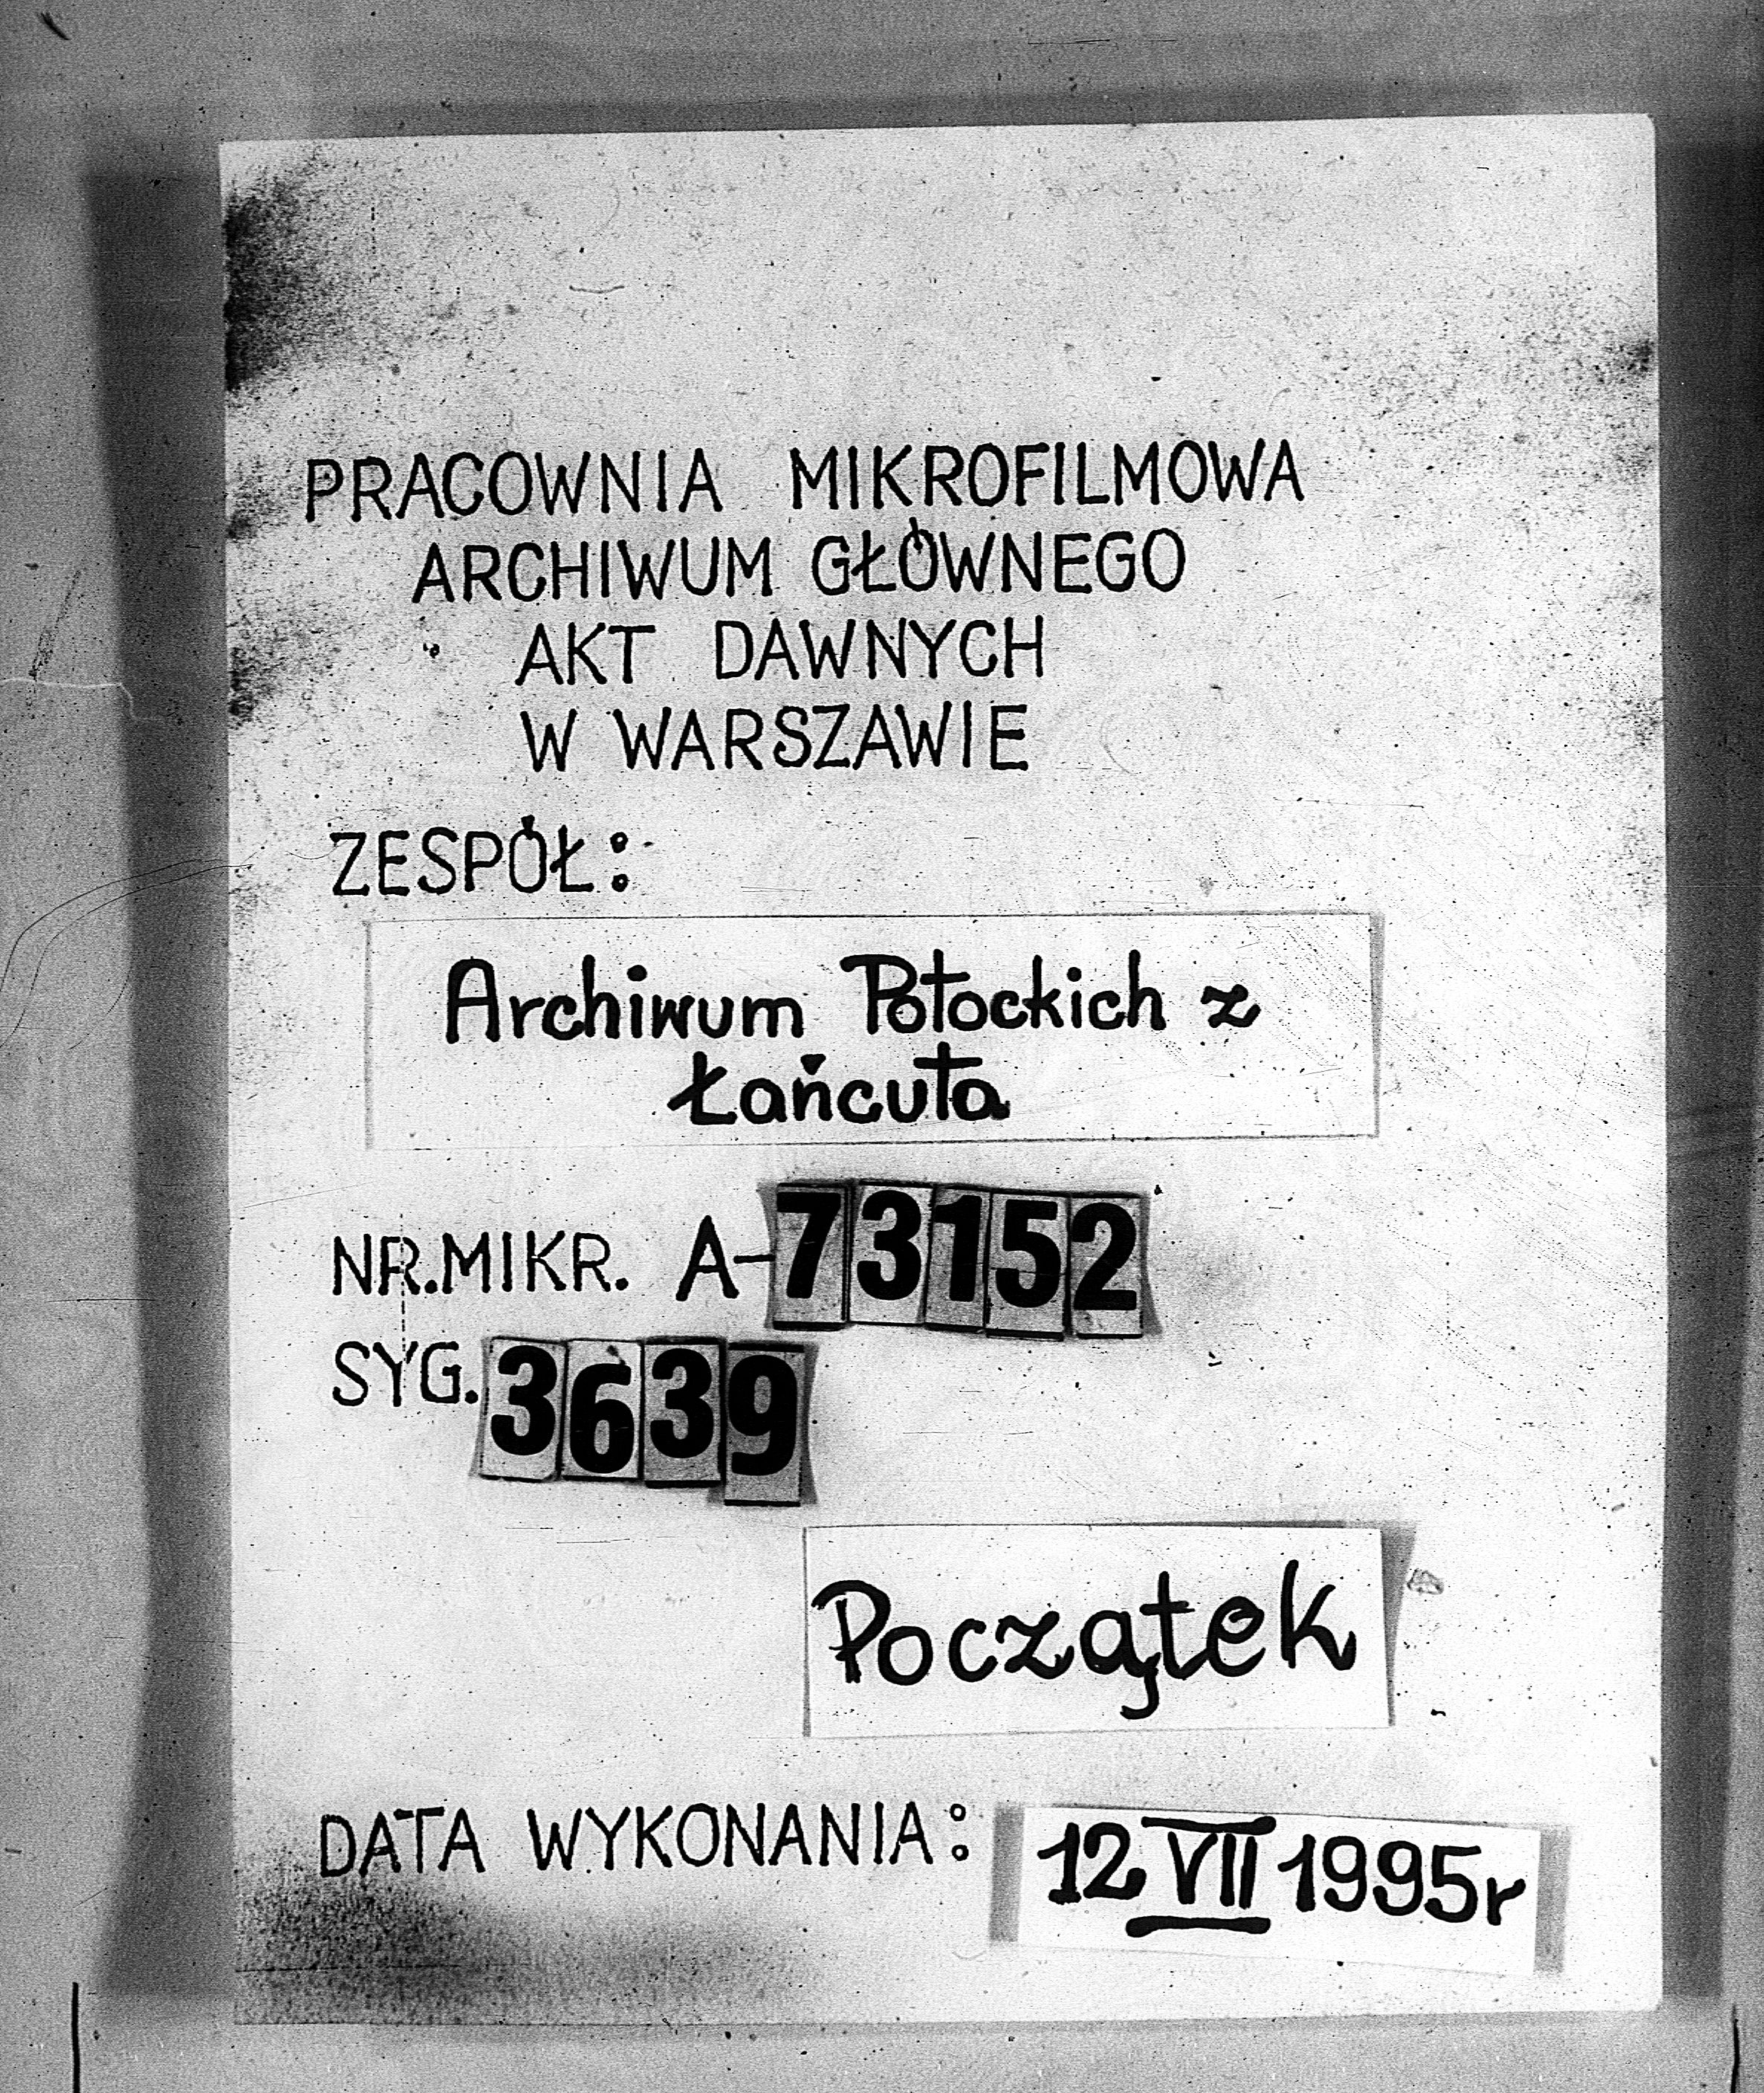 PRACOWNIA MIKROFILMOWA
ARCHIWUM GŁÓWNEGO
AKT DAWNYCH
W WARSZAWIE
ZESPÓŁ:
Archiwum Potockich z
Łańcuta
NR.MIKR. A-73152
SYG. 3639
Początek
DATA WYKONANIA: 12 VII 1995r